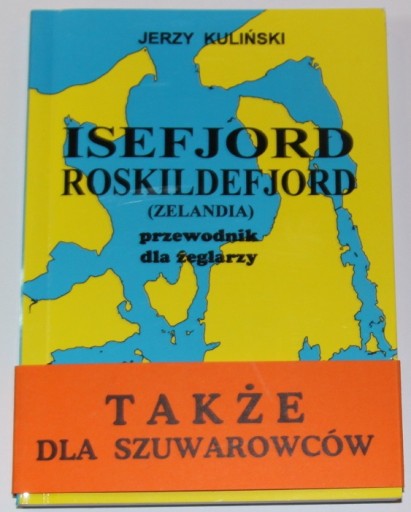 JERZY KULIŃSKI
ISEFJORD
ROSKILDEFJORD
(ZELANDIA)
przewodnik
dla żeglarzy
TAKŻE
DLA SZUWAROWCÓW